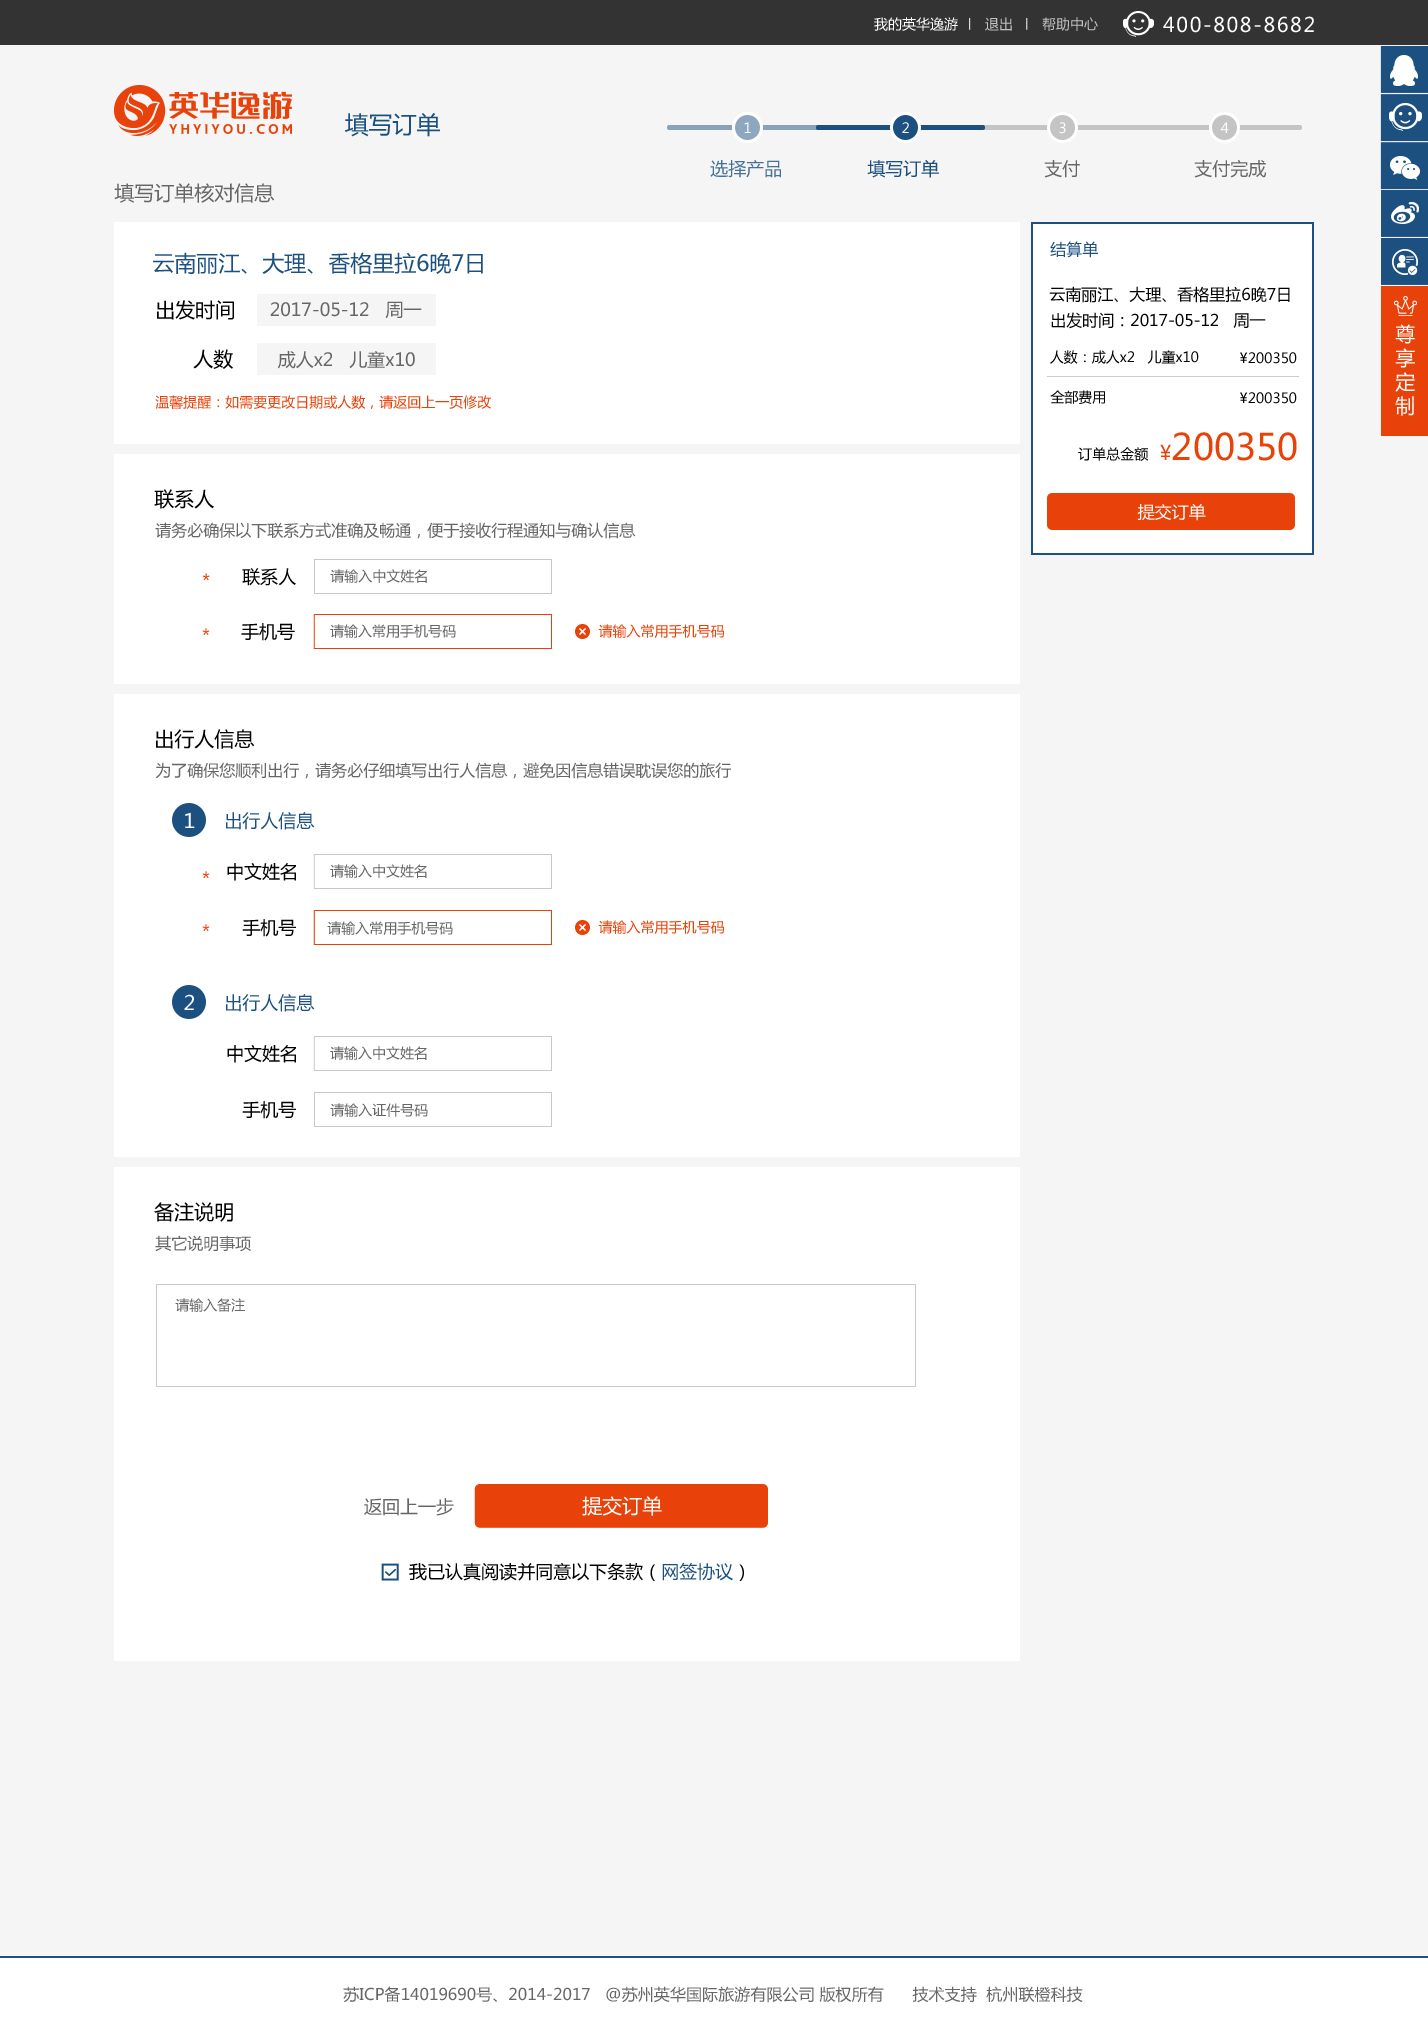 我的英华逸游 | 退出 | 帮助中心 400-808-8682
英华逸游
YHYIYOU.COM
填写订单
1 2 3 4
选择产品 填写订单 支付 支付完成
填写订单核对信息
云南丽江、大理、香格里拉6晚7日
出发时间 2017-05-12 周一
人数 成人x2 儿童x10
温馨提醒：如需要更改日期或人数，请返回上一页修改
结算单
云南丽江、大理、香格里拉6晚7日
出发时间：2017-05-12 周一
人数：成人x2 儿童x10 ¥200350
全部费用 ¥200350
订单总金额 ¥200350
提交订单
尊享定制
联系人
请务必确保以下联系方式准确及畅通，便于接收行程通知与确认信息
* 联系人 请输入中文姓名
* 手机号 请输入常用手机号码 请输入常用手机号码
出行人信息
为了确保您顺利出行，请务必仔细填写出行人信息，避免因信息错误耽误您的旅行
1 出行人信息
* 中文姓名 请输入中文姓名
* 手机号 请输入常用手机号码 请输入常用手机号码
2 出行人信息
中文姓名 请输入中文姓名
手机号 请输入证件号码
备注说明
其它说明事项
请输入备注
返回上一步 提交订单
我已认真阅读并同意以下条款（网签协议）
苏ICP备14019690号、2014-2017 @苏州英华国际旅游有限公司 版权所有 技术支持 杭州联橙科技